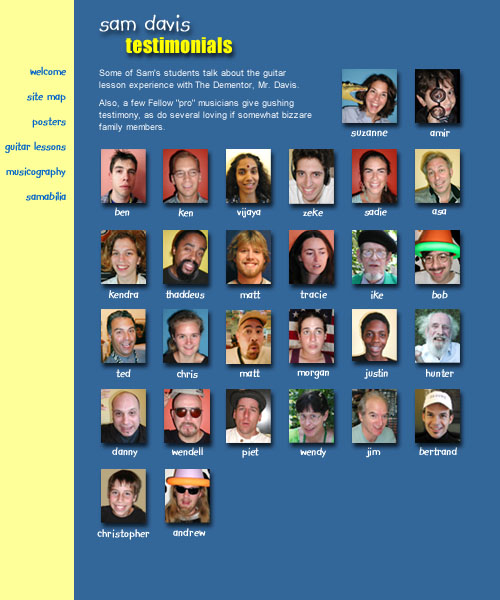 sam davis
testimonials
welcome
site map
posters
guitar lessons
musicography
samabilia
Some of Sam's students talk about the guitar
lesson experience with The Dementor, Mr. Davis.
Also, a few Fellow "pro" musicians give gushing
testimony, as do several loving if somewhat bizzare
family members.
suzanne amir
ben ken vijaya zeke sadie asa
kendra thaddeus matt tracie ike bob
ted chris matt morgan justin hunter
danny wendell piet wendy jim bertrand
christopher andrew